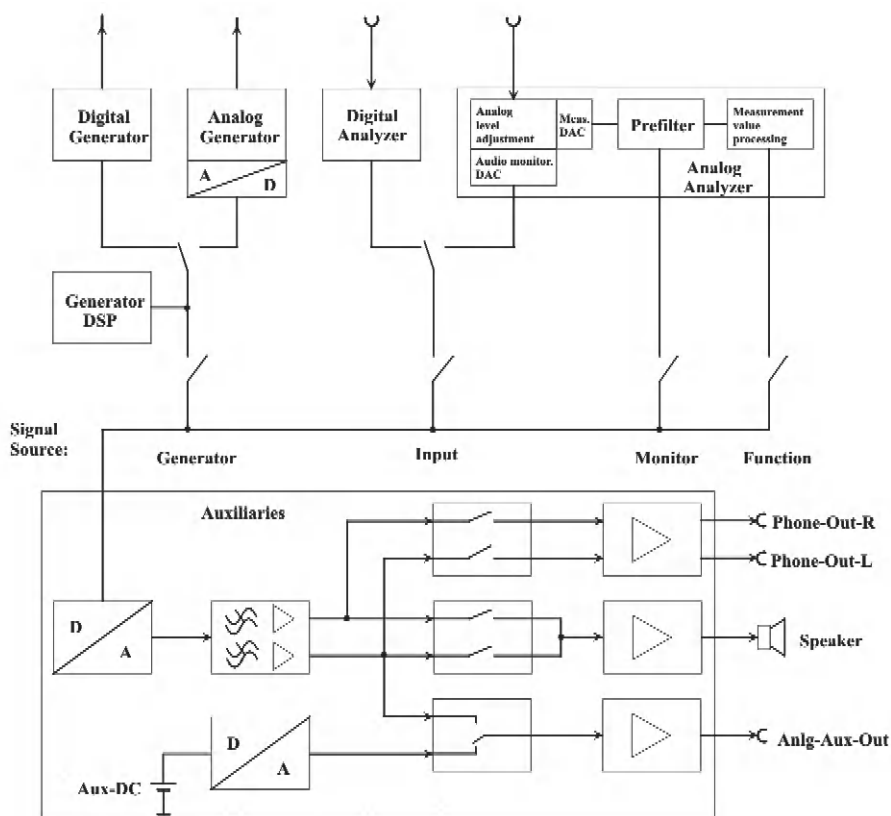 Digital
Generator
Analog
Generator
A
D
Digital
Analyzer
Analog
level
adjustment
Meas.
DAC
Audio monitor.
DAC
Prefilter
Measurement
value
processing
Analog
Analyzer
Generator
DSP
Signal
Source:
Generator
Input
Monitor
Function
Auxiliaries
Phone-Out-R
Phone-Out-L
D
A
Speaker
D
A
Anlg-Aux-Out
Aux-DC